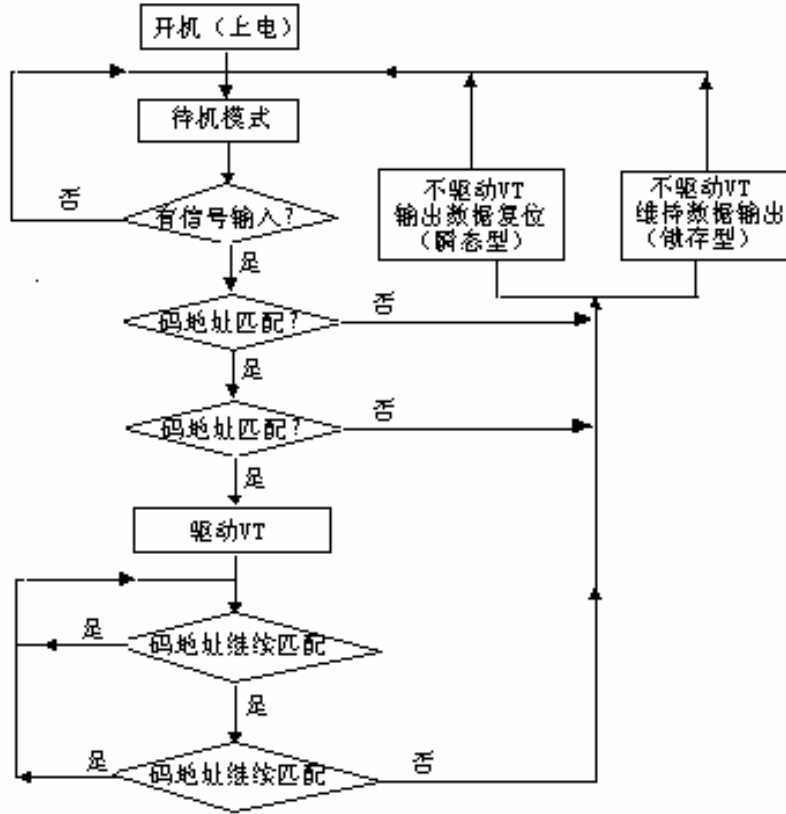 开机（上电）
待机模式
否
有信号输入？
是
不驱动VT
输出数据复位
（瞬态型）
不驱动VT
维持数据输出
（锁存型）
码地址匹配？
否
是
码地址匹配？
否
是
驱动VT
码地址继续匹配
是
是
码地址继续匹配
是
否